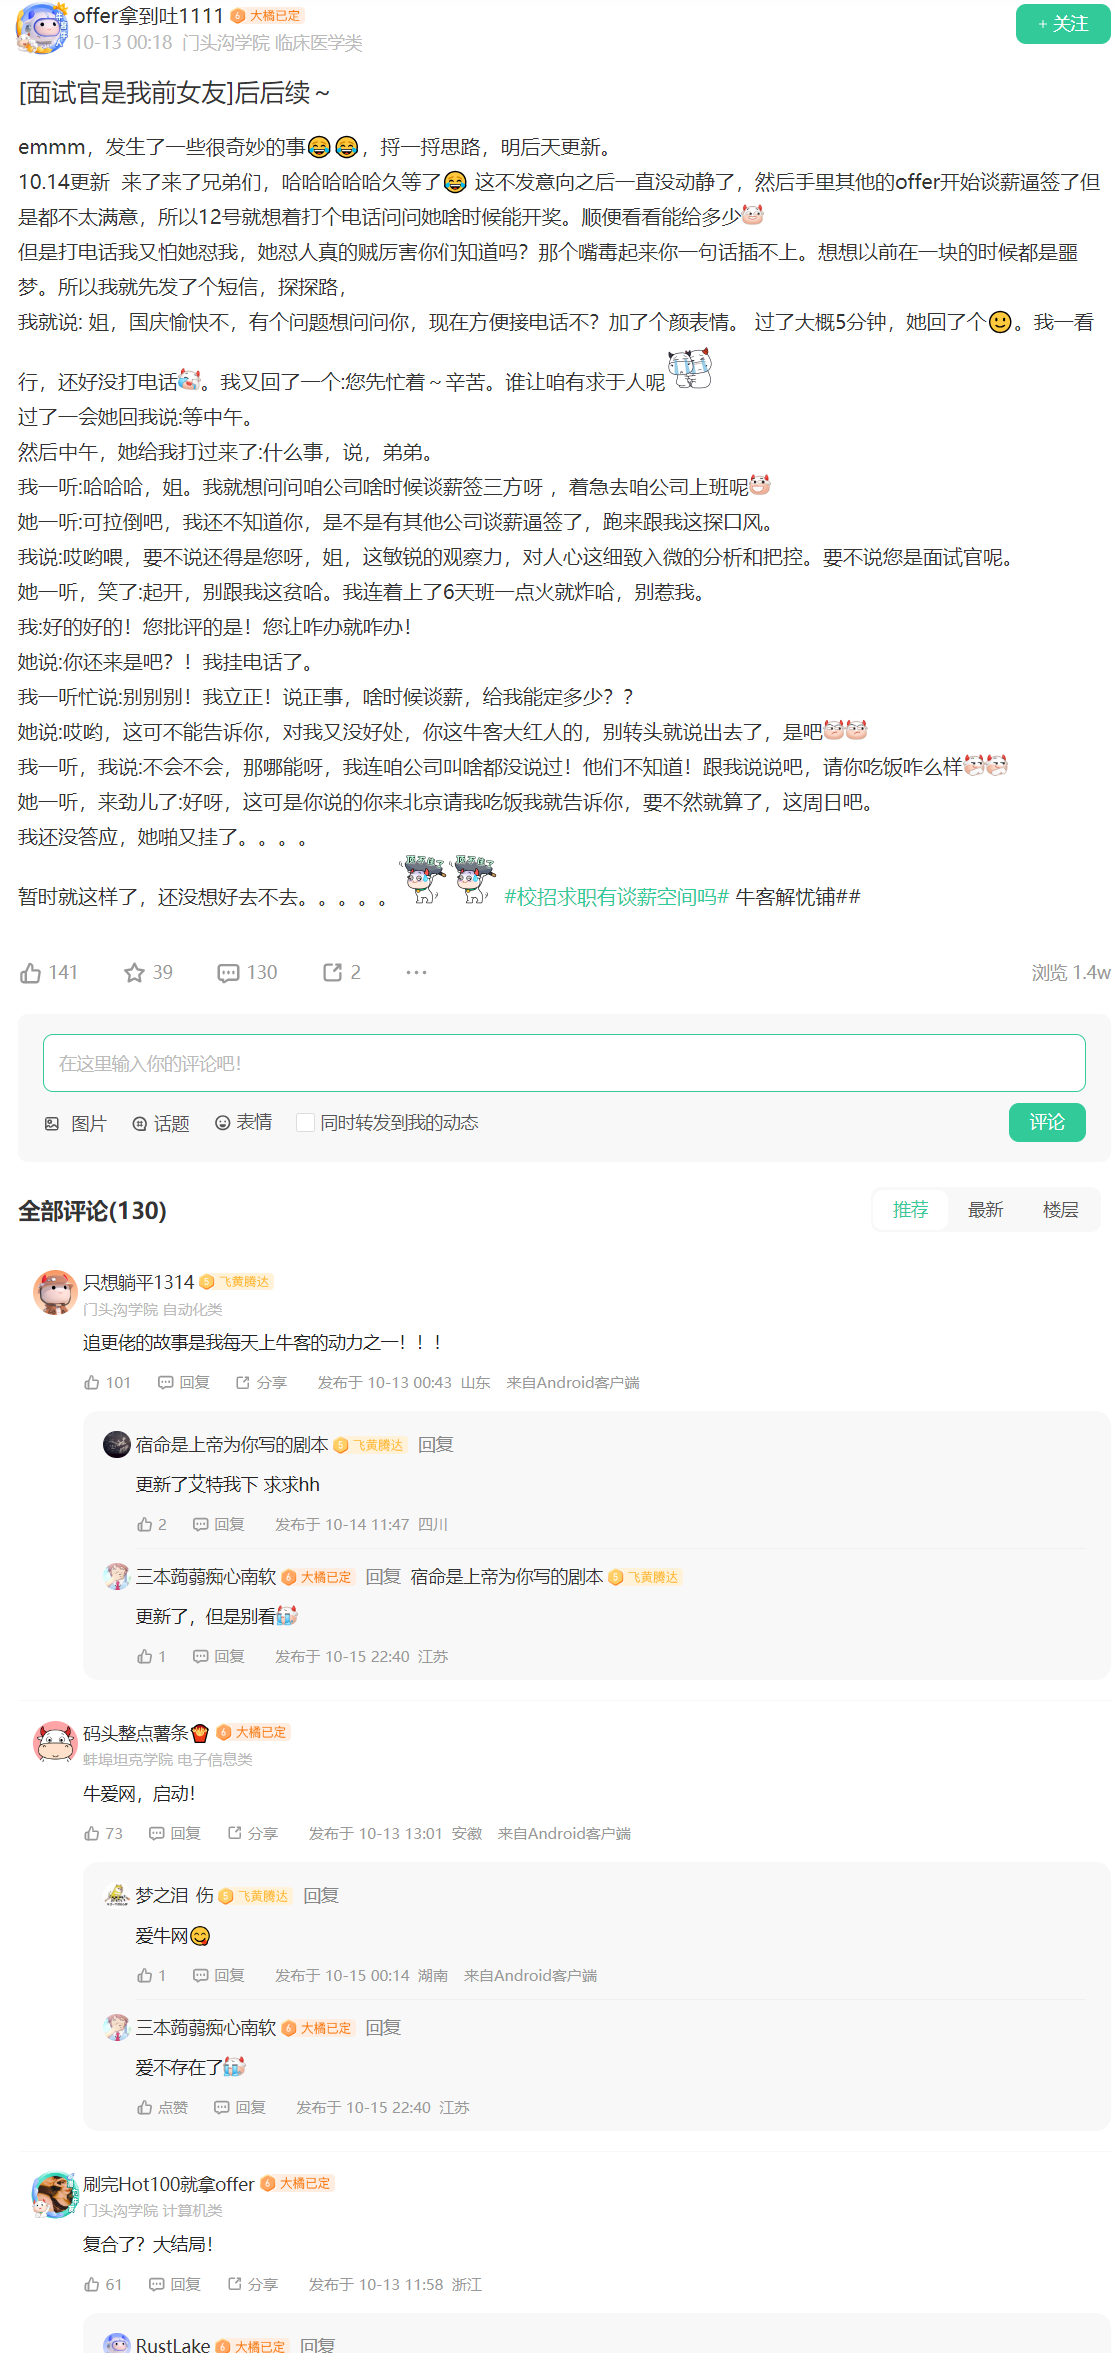 offer拿到吐1111 大橘已定
+ 关注
10-13 00:18 门头沟学院 临床医学类
[面试官是我前女友]后后续～
emmm，发生了一些很奇妙的事😂😂，捋一捋思路，明后天更新。
10.14更新 来了来了兄弟们，哈哈哈哈哈久等了😂 这不发意向之后一直没动静了，然后手里其他的offer开始谈薪逼签了但
是都不太满意，所以12号就想着打个电话问问她啥时候能开奖。顺便看看能给多少
但是打电话我又怕她怼我，她怼人真的贼厉害你们知道吗？那个嘴毒起来你一句话插不上。想想以前在一块的时候都是噩
梦。所以我就先发了个短信，探探路，
我就说: 姐，国庆愉快不，有个问题想问问你，现在方便接电话不？加了个颜表情。 过了大概5分钟，她回了个🙂。我一看
行，还好没打电话。我又回了一个:您先忙着～辛苦。谁让咱有求于人呢
过了一会她回我说:等中午。
然后中午，她给我打过来了:什么事，说，弟弟。
我一听:哈哈哈，姐。我就想问问咱公司啥时候谈薪签三方呀 ，着急去咱公司上班呢
她一听:可拉倒吧，我还不知道你，是不是有其他公司谈薪逼签了，跑来跟我这探口风。
我说:哎哟喂，要不说还得是您呀，姐，这敏锐的观察力，对人心这细致入微的分析和把控。要不说您是面试官呢。
她一听，笑了:起开，别跟我这贫哈。我连着上了6天班一点火就炸哈，别惹我。
我:好的好的！您批评的是！您让咋办就咋办！
她说:你还来是吧？！我挂电话了。
我一听忙说:别别别！我立正！说正事，啥时候谈薪，给我能定多少？？
她说:哎哟，这可不能告诉你，对我又没好处，你这牛客大红人的，别转头就说出去了，是吧
我一听，我说:不会不会，那哪能呀，我连咱公司叫啥都没说过！他们不知道！跟我说说吧，请你吃饭咋么样
她一听，来劲儿了:好呀，这可是你说的你来北京请我吃饭我就告诉你，要不然就算了，这周日吧。
我还没答应，她啪又挂了。。。。
暂时就这样了，还没想好去不去。。。。。 顶不住了 顶不住了 #校招求职有谈薪空间吗# 牛客解忧铺##
141 39 130 2 ··· 浏览 1.4w
在这里输入你的评论吧！
图片 话题 表情 同时转发到我的动态 评论
全部评论(130) 推荐 最新 楼层
只想躺平1314 飞黄腾达
门头沟学院 自动化类
追更佬的故事是我每天上牛客的动力之一！！！
101 回复 分享 发布于 10-13 00:43 山东 来自Android客户端
宿命是上帝为你写的剧本 飞黄腾达 回复
更新了艾特我下 求求hh
2 回复 发布于 10-14 11:47 四川
三本蒟蒻痴心南软 大橘已定 回复 宿命是上帝为你写的剧本 飞黄腾达
更新了，但是别看
1 回复 发布于 10-15 22:40 江苏
码头整点薯条🍟 大橘已定
蚌埠坦克学院 电子信息类
牛爱网，启动！
73 回复 分享 发布于 10-13 13:01 安徽 来自Android客户端
梦之泪 伤 飞黄腾达 回复
爱牛网😋
1 回复 发布于 10-15 00:14 湖南 来自Android客户端
三本蒟蒻痴心南软 大橘已定 回复
爱不存在了
点赞 回复 发布于 10-15 22:40 江苏
刷完Hot100就拿offer 大橘已定
门头沟学院 计算机类
复合了？大结局！
61 回复 分享 发布于 10-13 11:58 浙江
RustLake 大橘已定 回复